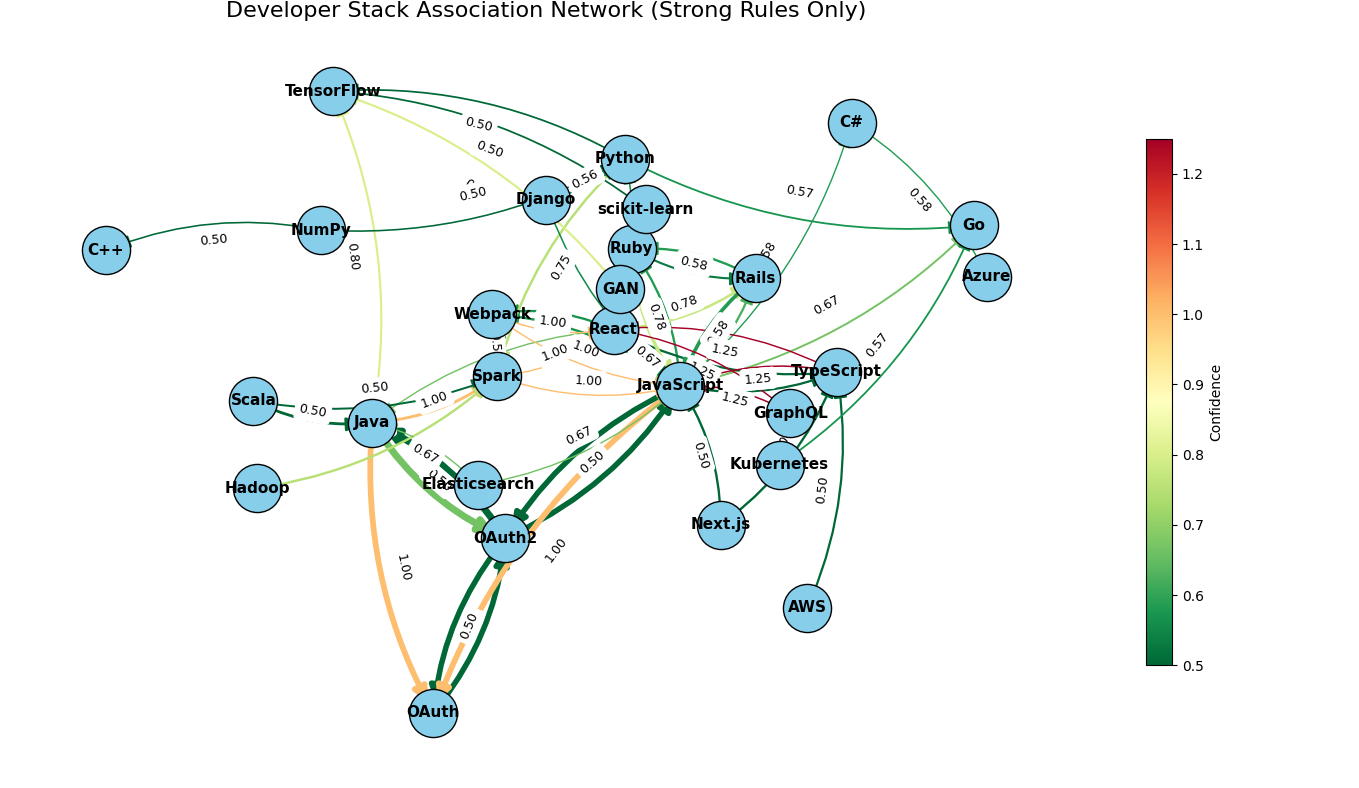 Developer Stack Association Network (Strong Rules Only)
TensorFlow
C#
0.50
0.50
Python
0.56
0.57
0.58
0.50
Django
scikit-learn
NumPy
Go
C++
0.50
0.80
Ruby
0.58
0.75
Rails
Azure
GAN
0.78
0.67
Webpack
1.00
0.78
React
1.25
0.57
1.00
1.00
0.67
TypeScript
Spark
1.00
1.25
JavaScript
0.50
Scala
0.50
1.00
1.25
GraphQL
Java
0.67
0.67
0.50
0.50
Kubernetes
Hadoop
Elasticsearch
0.50
Next.js
OAuth2
1.00
1.00
AWS
0.50
OAuth
1.2
1.1
1.0
0.9
0.8
0.7
0.6
0.5
Confidence